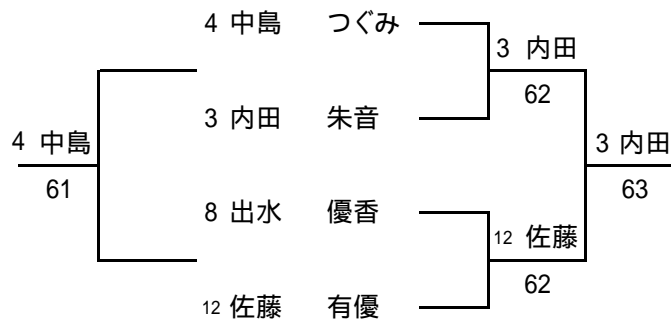 4 中島 つぐみ
3 内田
62
3 内田 朱音
4 中島
61
3 内田
63
8 出水 優香
12 佐藤
62
12 佐藤 有優